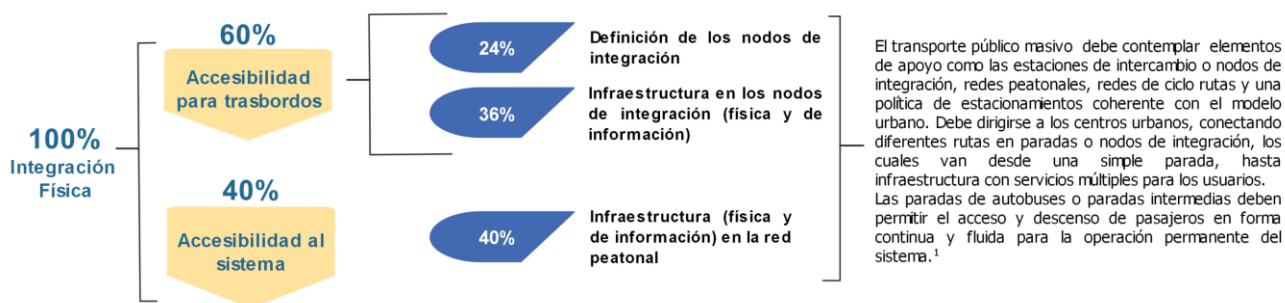 100%
Integración
Física
60%
Accesibilidad
para trasbordos
40%
Accesibilidad al
sistema
24%
Definición de los nodos de
integración
36%
Infraestructura en los nodos
de integración (física y de
información)
40%
Infraestructura (física y
de información) en la red
peatonal
El transporte público masivo debe contemplar elementos
de apoyo como las estaciones de intercambio o nodos de
integración, redes peatonales, redes de ciclo rutas y una
política de estacionamientos coherente con el modelo
urbano. Debe dirigirse a los centros urbanos, conectando
diferentes rutas en paradas o nodos de integración, los
cuales van desde una simple parada, hasta
infraestructura con servicios múltiples para los usuarios.
Las paradas de autobuses o paradas intermedias deben
permitir el acceso y descenso de pasajeros en forma
continua y fluida para la operación permanente del
sistema.¹